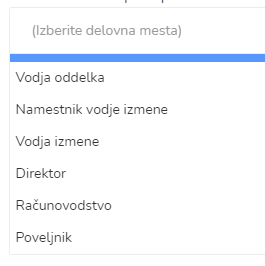 (Izberite delovna mesta)
Vodja oddelka
Namestnik vodje izmene
Vodja izmene
Direktor
Računovodstvo
Poveljnik